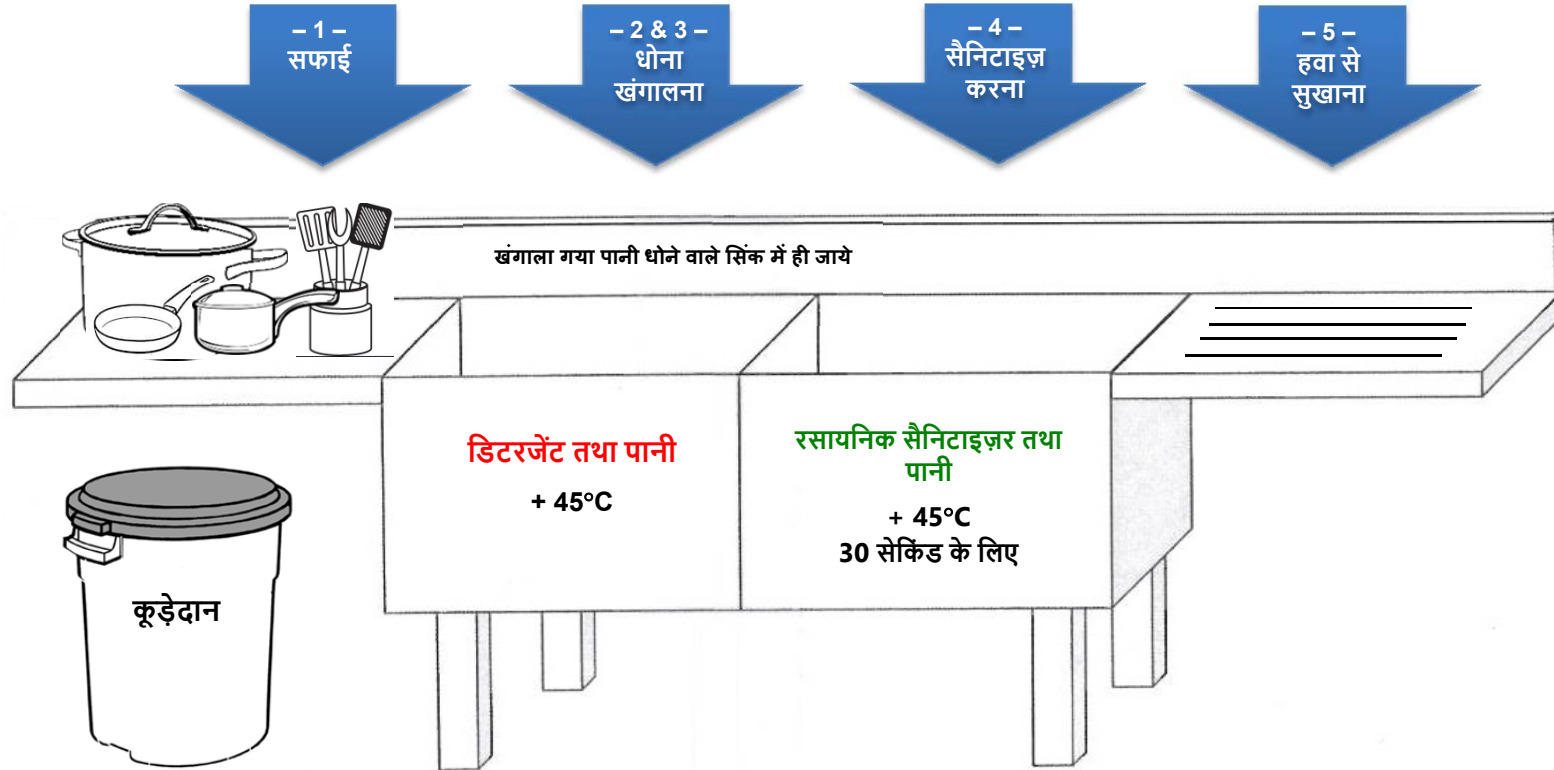 – 1 –
सफाई
– 2 & 3 –
धोना
खंगालना
– 4 –
सैनिटाइज़
करना
– 5 –
हवा से
सुखाना
खंगाला गया पानी धोने वाले सिंक में ही जाये
डिटरजेंट तथा पानी
+ 45°C
रसायनिक सैनिटाइज़र तथा
पानी
+ 45°C
30 सेकिंड के लिए
कूड़ेदान